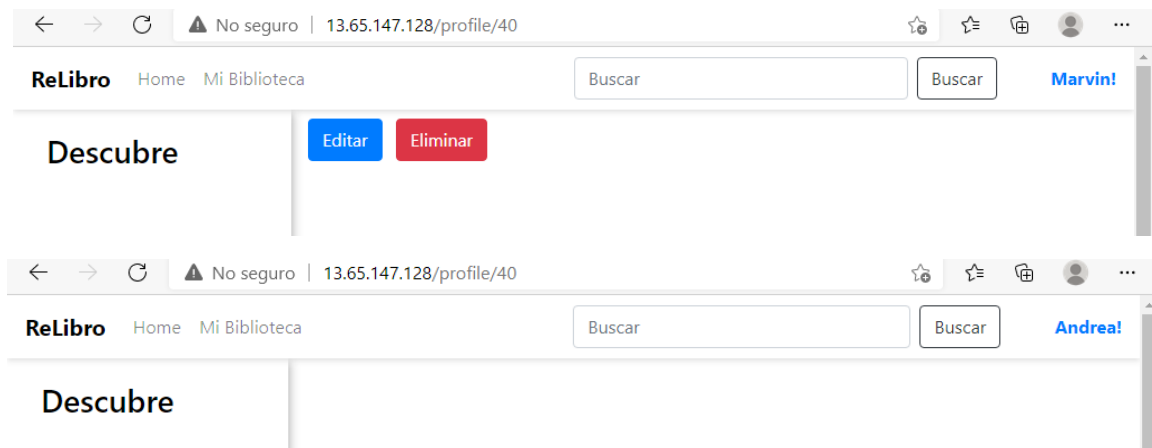 No seguro | 13.65.147.128/profile/40
ReLibro Home Mi Biblioteca Buscar Buscar Marvin!
Descubre Editar Eliminar
No seguro | 13.65.147.128/profile/40
ReLibro Home Mi Biblioteca Buscar Buscar Andrea!
Descubre